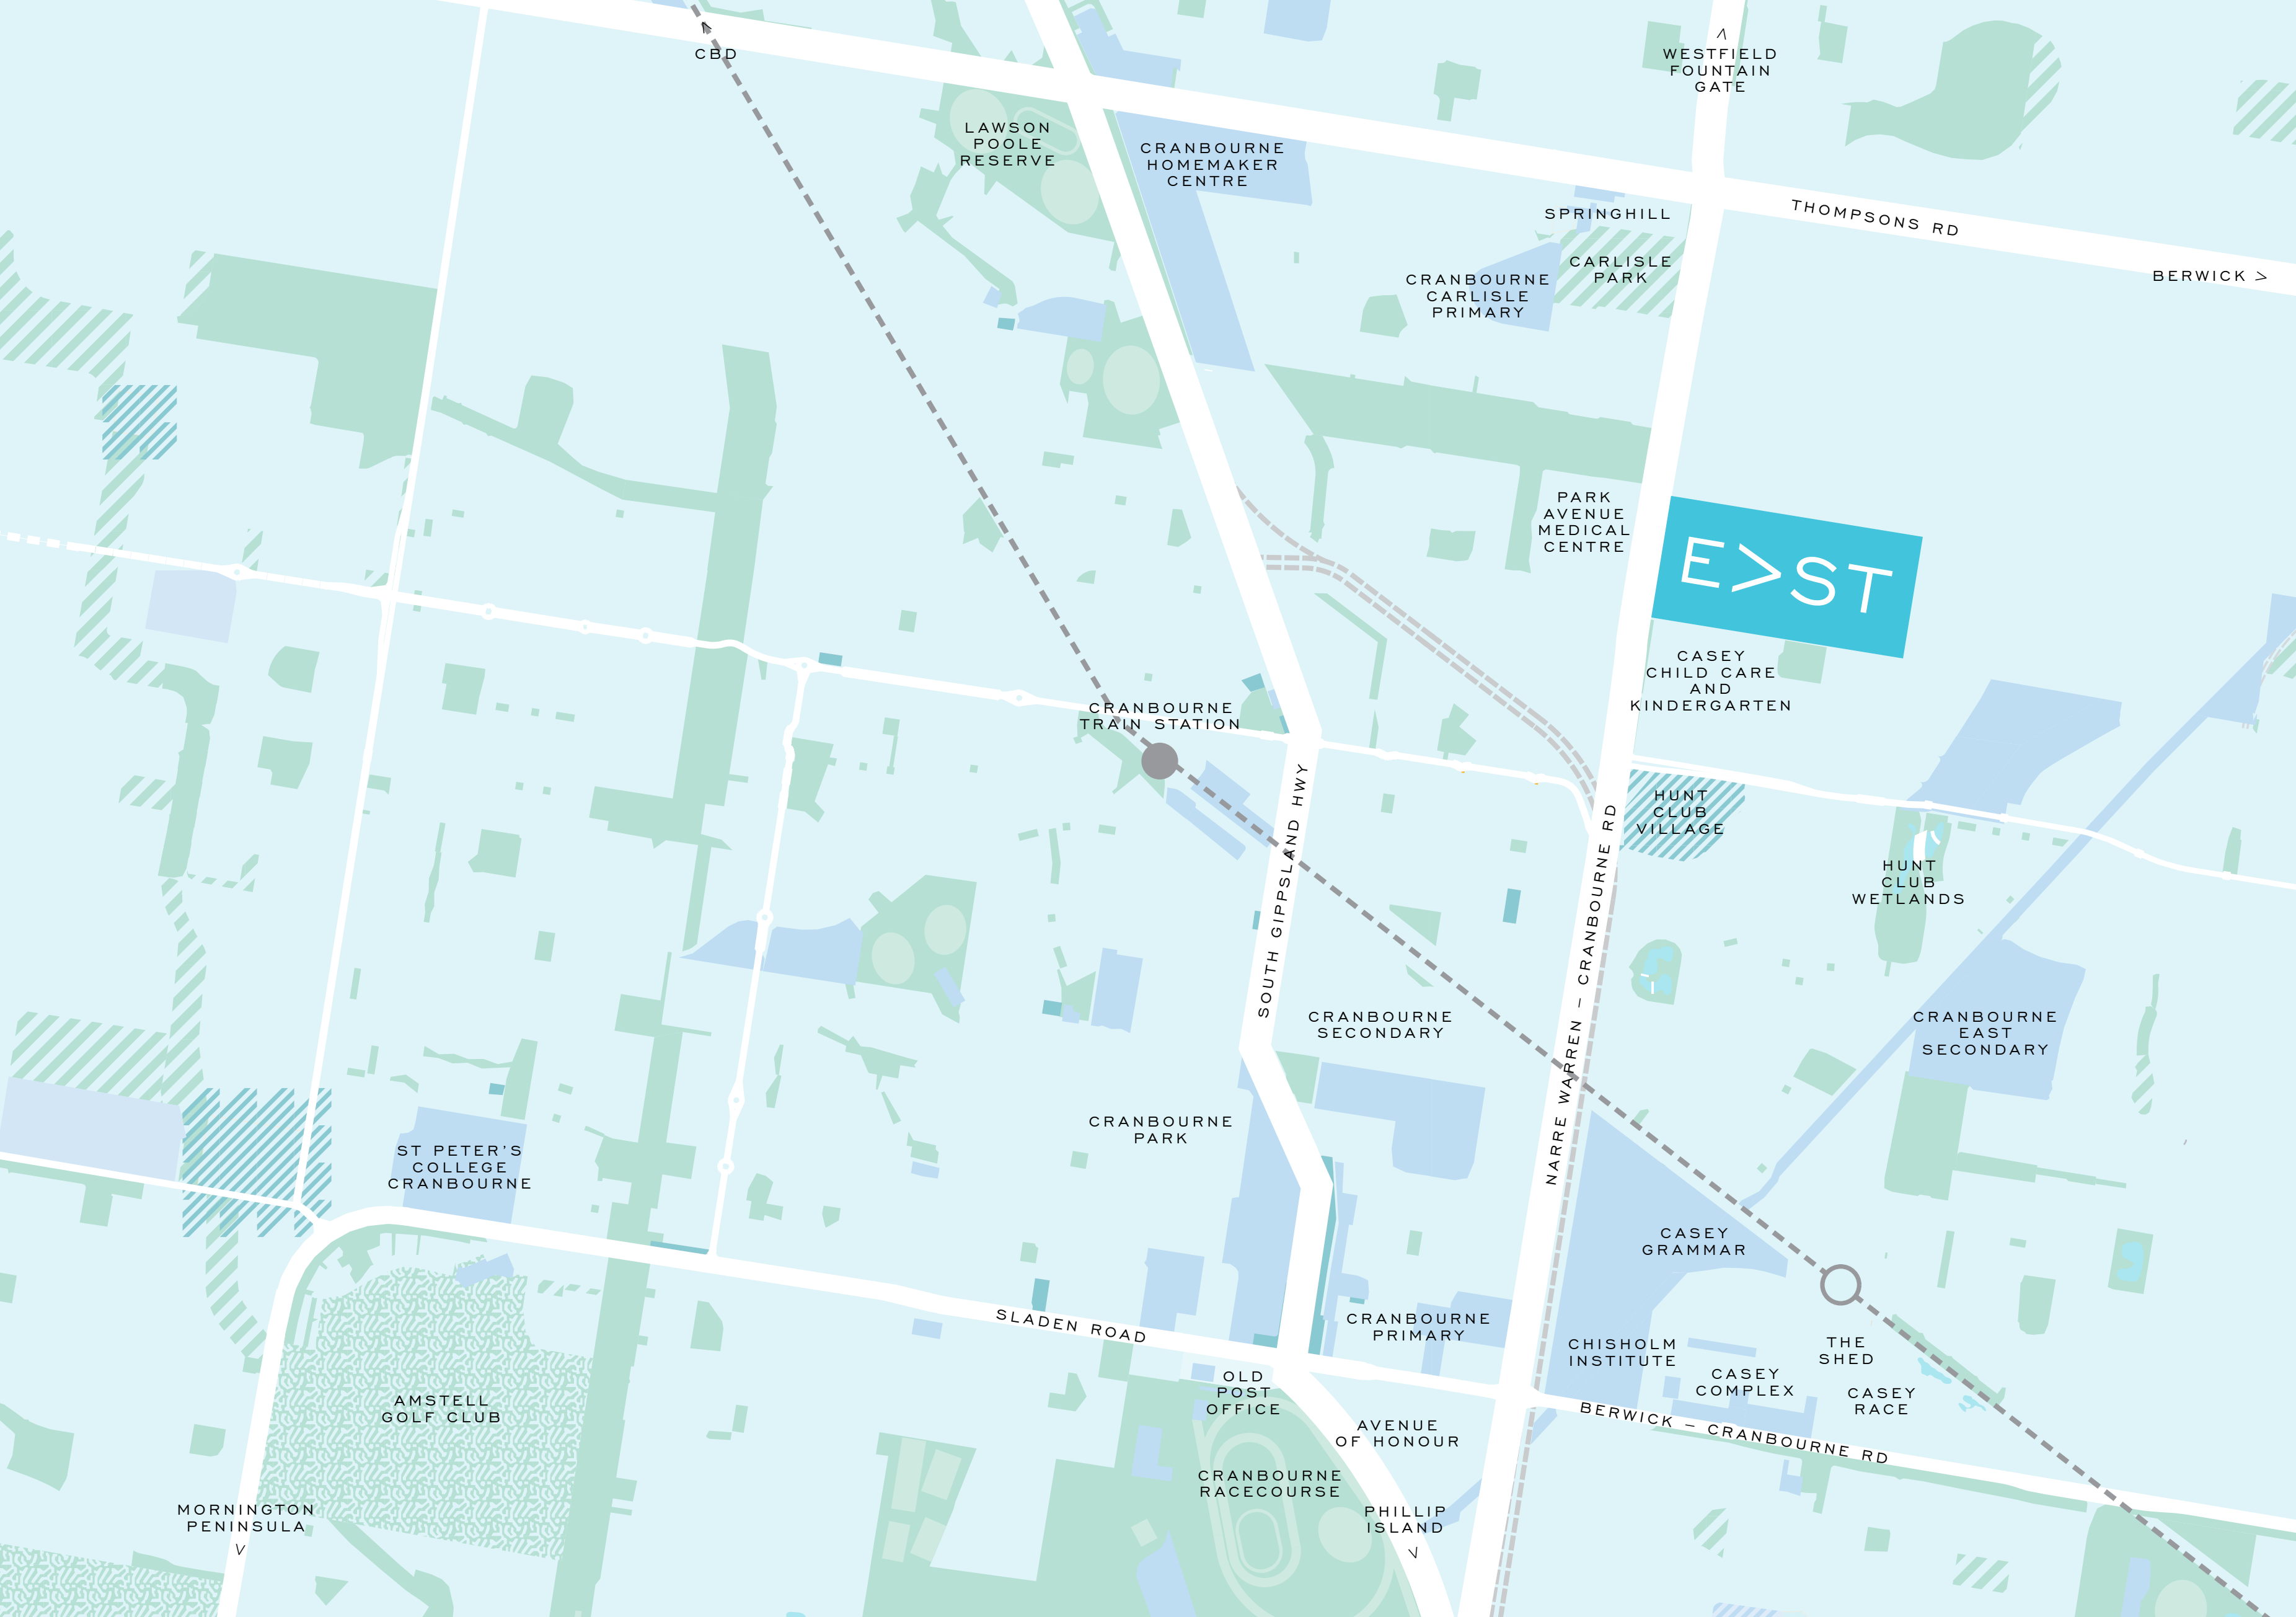 CBD
WESTFIELD
FOUNTAIN
GATE
LAWSON
POOLE
RESERVE
CRANBOURNE
HOMEMAKER
CENTRE
SPRINGHILL
THOMPSONS RD
CARLISLE
PARK
CRANBOURNE
CARLISLE
PRIMARY
BERWICK >
PARK
AVENUE
MEDICAL
CENTRE
E>ST
CASEY
CHILD CARE
AND
KINDERGARTEN
CRANBOURNE
TRAIN STATION
SOUTH GIPPSLAND HWY
NARRE WARREN – CRANBOURNE RD
HUNT
CLUB
VILLAGE
HUNT
CLUB
WETLANDS
CRANBOURNE
SECONDARY
CRANBOURNE
EAST
SECONDARY
CRANBOURNE
PARK
ST PETER'S
COLLEGE
CRANBOURNE
CASEY
GRAMMAR
SLADEN ROAD
CRANBOURNE
PRIMARY
CHISHOLM
INSTITUTE
THE
SHED
CASEY
COMPLEX
CASEY
RACE
OLD
POST
OFFICE
AMSTELL
GOLF CLUB
AVENUE
OF HONOUR
BERWICK – CRANBOURNE RD
CRANBOURNE
RACECOURSE
MORNINGTON
PENINSULA
PHILLIP
ISLAND